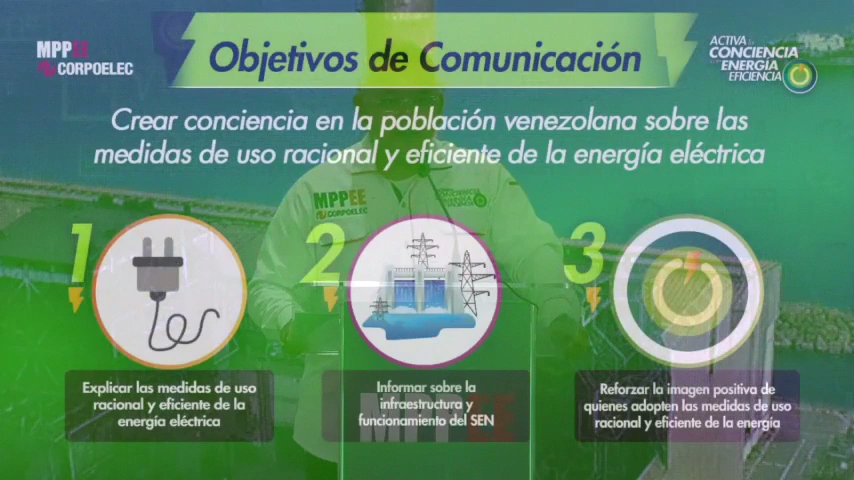 MPPEE
CORPOELEC
Objetivos de Comunicación
ACTIVA
CONCIENCIA
ENERGÍA
EFICIENCIA
Crear conciencia en la población venezolana sobre las
medidas de uso racional y eficiente de la energía eléctrica
MPPEE
CORPOELEC
1
2
3
Explicar las medidas de uso
racional y eficiente de la
energía eléctrica
Informar sobre la
infraestructura y
funcionamiento del SEN
Reforzar la imagen positiva de
quienes adopten las medidas de uso
racional y eficiente de la energía
MPPEE